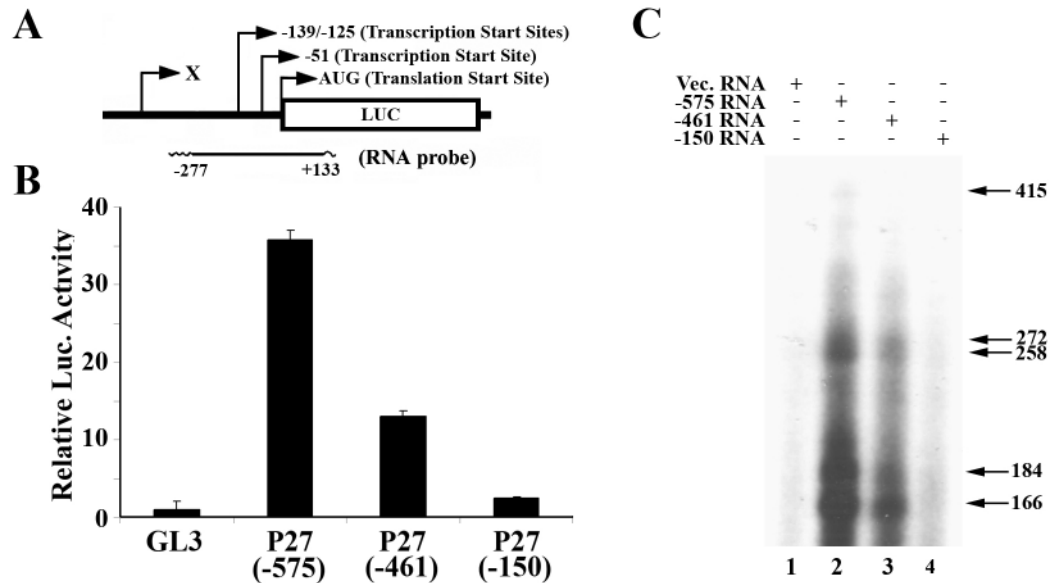 A
-139/-125 (Transcription Start Sites)
X
-51 (Transcription Start Site)
AUG (Translation Start Site)
LUC
(RNA probe)
-277
+133
B
Relative Luc. Activity
40
30
20
10
0
GL3
P27
(-575)
P27
(-461)
P27
(-150)
C
Vec. RNA + - - -
-575 RNA - + - -
-461 RNA - - + -
-150 RNA - - - +
415
272
258
184
166
1 2 3 4